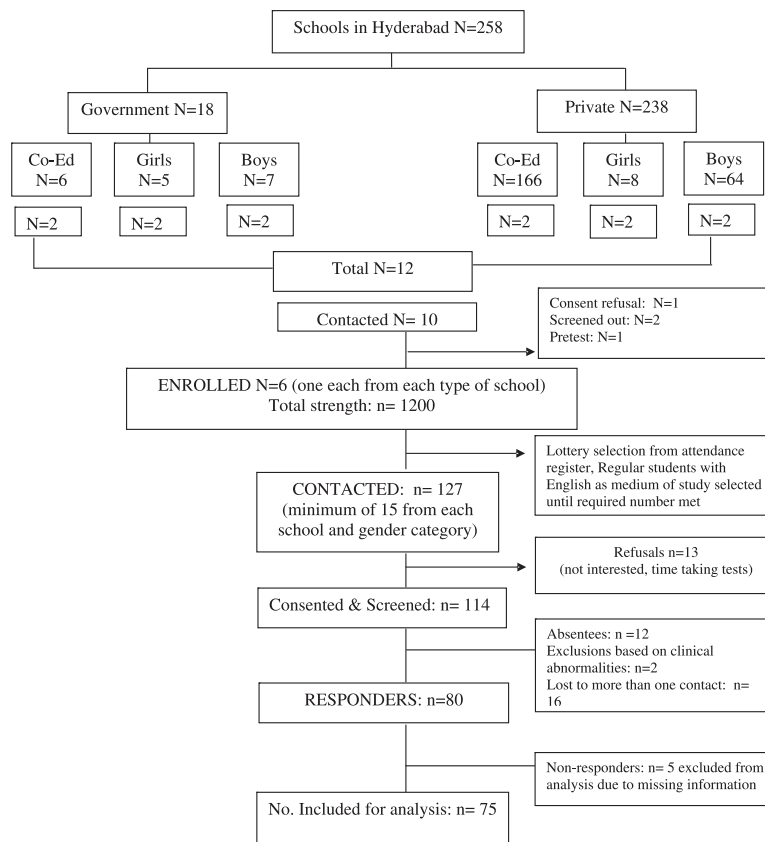 Schools in Hyderabad N=258
Government N=18
Private N=238
Co-Ed
N=6
Girls
N=5
Boys
N=7
Co-Ed
N=166
Girls
N=8
Boys
N=64
N=2
N=2
N=2
N=2
N=2
N=2
Total N=12
Contacted N= 10
Consent refusal: N=1
Screened out: N=2
Pretest: N=1
ENROLLED N=6 (one each from each type of school)
Total strength: n= 1200
Lottery selection from attendance
register, Regular students with
English as medium of study selected
until required number met
CONTACTED: n= 127
(minimum of 15 from each
school and gender category)
Refusals n=13
(not interested, time taking tests)
Consented & Screened: n= 114
Absentees: n =12
Exclusions based on clinical
abnormalities: n=2
Lost to more than one contact: n=
16
RESPONDERS: n=80
Non-responders: n= 5 excluded from
analysis due to missing information
No. Included for analysis: n= 75